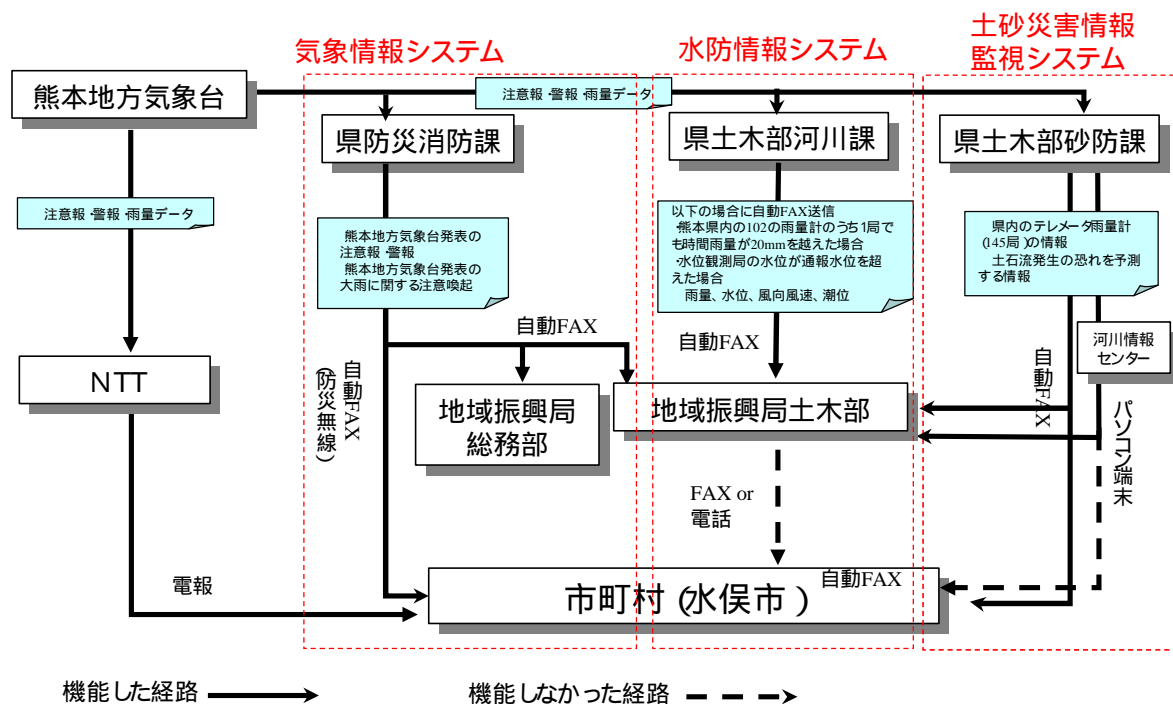 気象情報システム
水防情報システム
土砂災害情報
監視システム
熊本地方気象台
注意報・警報・雨量データ
県防災消防課
県土木部河川課
県土木部砂防課
注意報・警報・雨量データ
熊本地方気象台発表の
注意報・警報
熊本地方気象台発表の
大雨に関する注意喚起
以下の場合に自動FAX送信
・熊本県内の102の雨量計のうち1局で
も時間雨量が20mmを越えた場合
・水位観測局の水位が通報水位を超
えた場合
雨量、水位、風向風速、潮位
県内のテレメータ雨量計
(145局)の情報
土石流発生の恐れを予測
する情報
自動FAX
自動FAX
河川情報
センター
NTT
自動FAX
(防災無線)
地域振興局
総務部
地域振興局土木部
自動FAX
パソコン端末
FAX or
電話
電報
自動FAX
市町村(水俣市)
機能した経路
機能しなかった経路